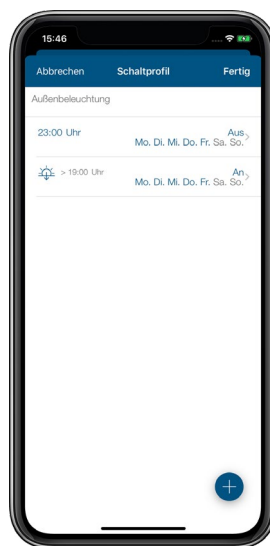 15:46
Abbrechen Schaltprofil Fertig
Außenbeleuchtung
23:00 Uhr Aus
Mo. Di. Mi. Do. Fr. Sa. So.
> 19:00 Uhr An
Mo. Di. Mi. Do. Fr. Sa. So.